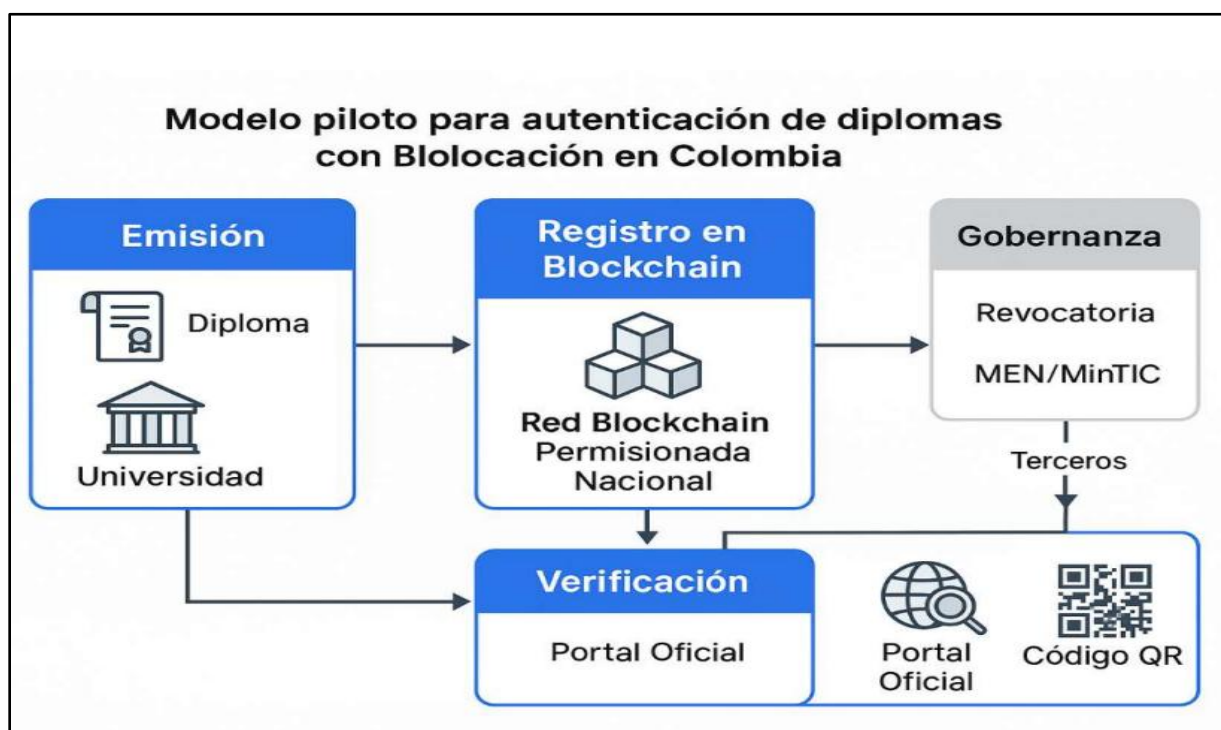 Modelo piloto para autenticación de diplomas
con Blolocación en Colombia
Emisión
Diploma
Universidad
Registro en
Blockchain
Red Blockchain
Permisionada
Nacional
Gobernanza
Revocatoria
MEN/MinTIC
Terceros
Verificación
Portal Oficial
Portal
Oficial
Código QR